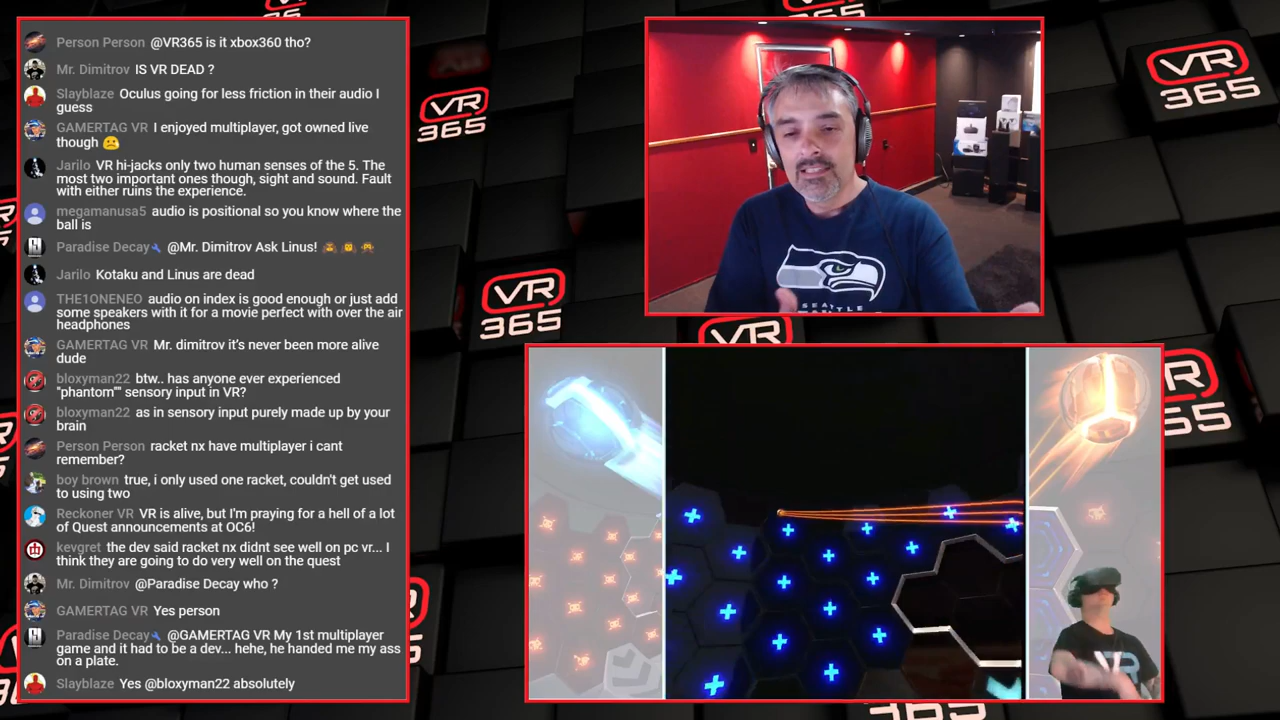 Person Person @VR365 is it xbox360 tho?
Mr. Dimitrov IS VR DEAD ?
Slayblaze Oculus going for less friction in their audio I
guess
GAMERTAG VR I enjoyed multiplayer, got owned live
though
Jarilo VR hi-jacks only two human senses of the 5. The
most two important ones though, sight and sound. Fault
with either ruins the experience.
megamanusa5 audio is positional so you know where the
ball is
Paradise Decay @Mr. Dimitrov Ask Linus!
Jarilo Kotaku and Linus are dead
THE1ONENEO audio on index is good enough or just add
some speakers with it for a movie perfect with over the air
headphones
GAMERTAG VR Mr. dimitrov it's never been more alive
dude
bloxyman22 btw.. has anyone ever experienced
"phantom"" sensory input in VR?
bloxyman22 as in sensory input purely made up by your
brain
Person Person racket nx have multiplayer i cant
remember?
boy brown true, i only used one racket, couldn't get used
to using two
Reckoner VR VR is alive, but I'm praying for a hell of a lot
of Quest announcements at OC6!
kevgret the dev said racket nx didnt see well on pc vr... I
think they are going to do very well on the quest
Mr. Dimitrov @Paradise Decay who ?
GAMERTAG VR Yes person
Paradise Decay @GAMERTAG VR My 1st multiplayer
game and it had to be a dev... hehe, he handed me my ass
on a plate.
Slayblaze Yes @bloxyman22 absolutely
365
365
VR
365
VR
365
VR
365
VR
SEATTLE
R
65
VR
365